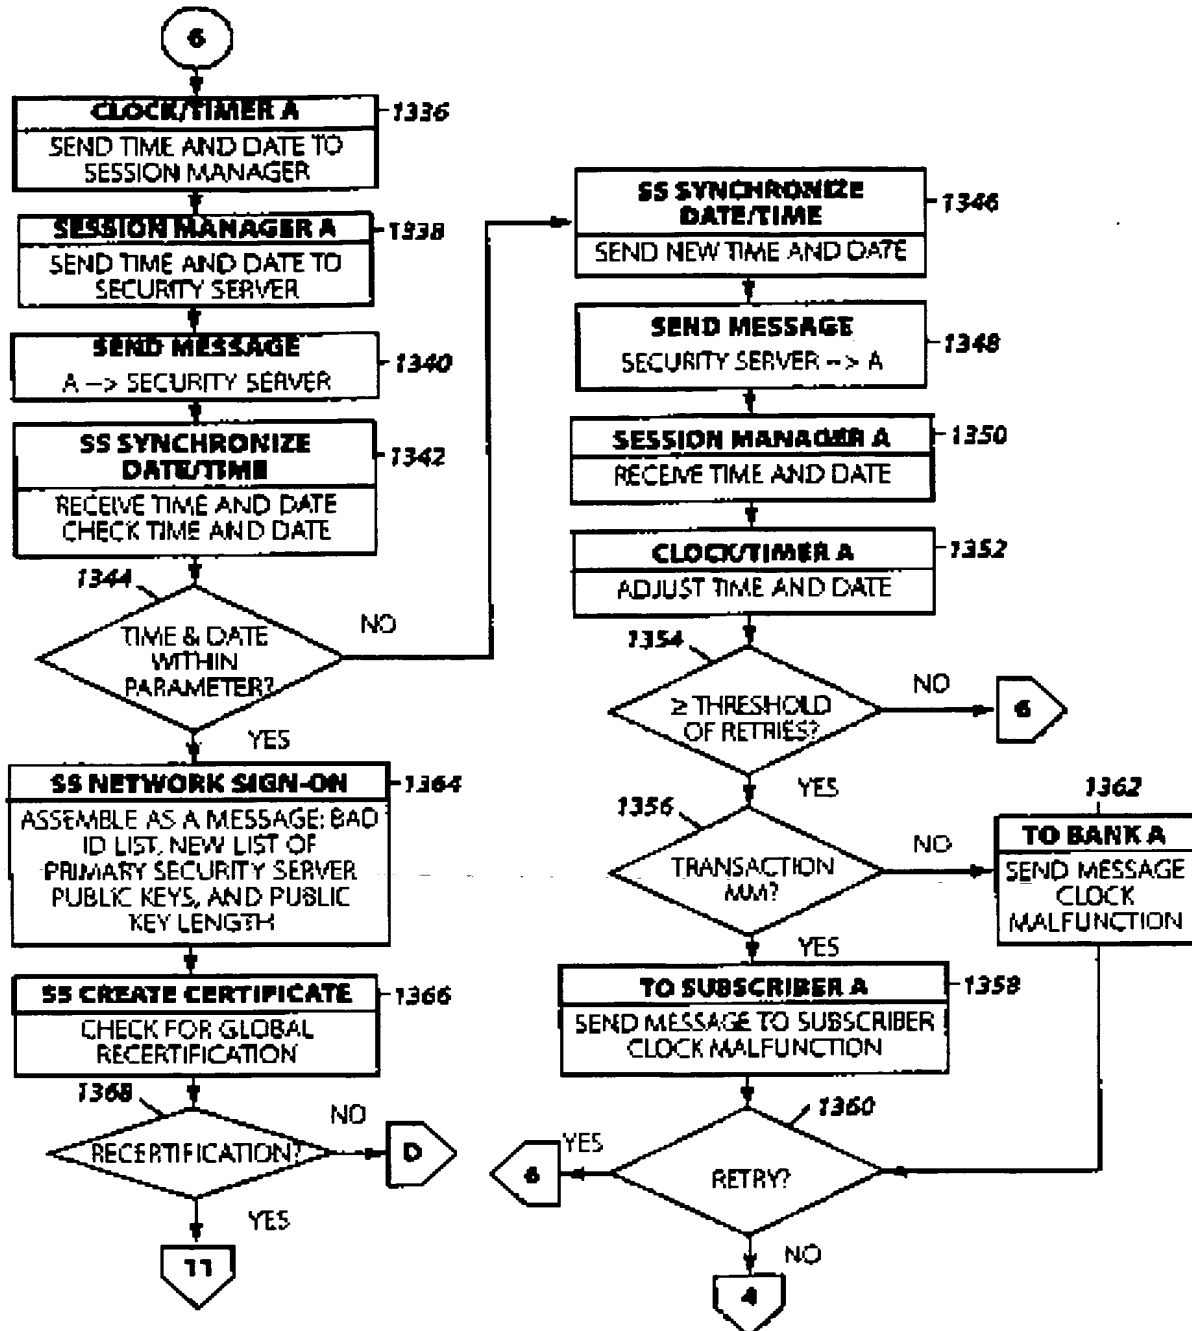 6
CLOCK/TIMER A
1336
SEND TIME AND DATE TO
SESSION MANAGER
SESSION MANAGER A
1338
SEND TIME AND DATE TO
SECURITY SERVER
SEND MESSAGE
1340
A --> SECURITY SERVER
SS SYNCHRONIZE
DATE/TIME
1342
RECEIVE TIME AND DATE
CHECK TIME AND DATE
1344
TIME & DATE
WITHIN
PARAMETER?
NO
YES
SS NETWORK SIGN-ON
1364
ASSEMBLE AS A MESSAGE: BAD
ID LIST, NEW LIST OF
PRIMARY SECURITY SERVER
PUBLIC KEYS, AND PUBLIC
KEY LENGTH
SS CREATE CERTIFICATE
1366
CHECK FOR GLOBAL
RECERTIFICATION
1368
RECERTIFICATION?
NO
D
YES
11
SS SYNCHRONIZE
DATE/TIME
1346
SEND NEW TIME AND DATE
SEND MESSAGE
1348
SECURITY SERVER --> A
SESSION MANAGER A
1350
RECEIVE TIME AND DATE
CLOCK/TIMER A
1352
ADJUST TIME AND DATE
1354
≥ THRESHOLD
OF RETRIES?
NO
6
YES
1356
TRANSACTION
MM?
NO
1362
TO BANK A
SEND MESSAGE
CLOCK
MALFUNCTION
YES
TO SUBSCRIBER A
1358
SEND MESSAGE TO SUBSCRIBER
CLOCK MALFUNCTION
1360
RETRY?
YES
6
NO
4